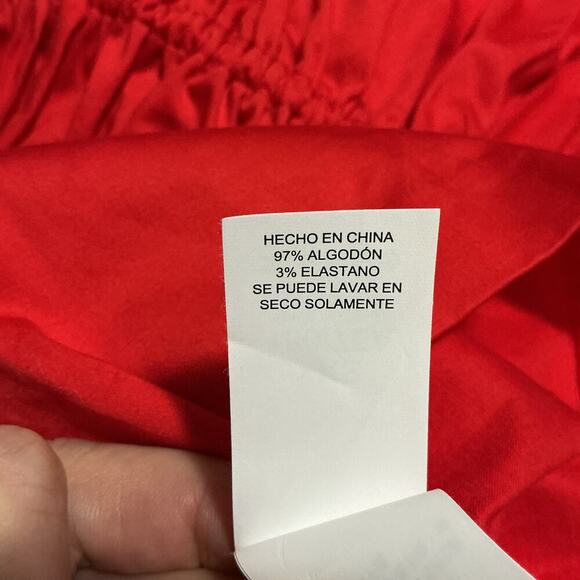 HECHO EN CHINA
97% ALGODÓN
3% ELASTANO
SE PUEDE LAVAR EN
SECO SOLAMENTE